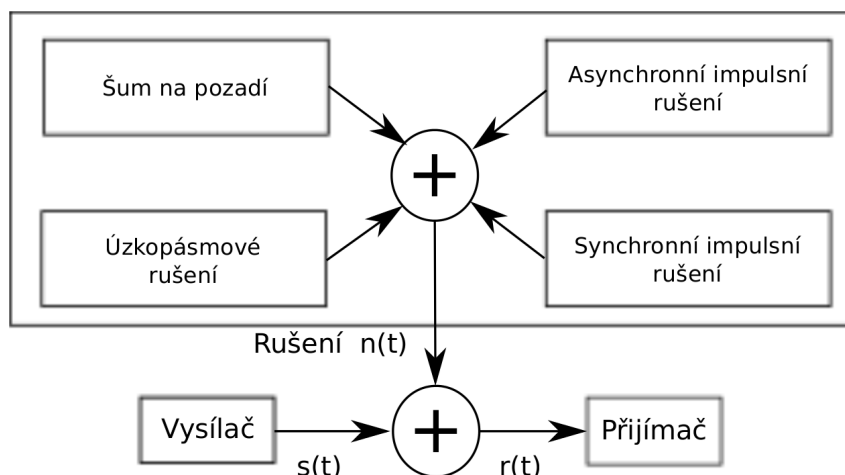 Šum na pozadí
Asynchronní impulsní
rušení
+
Úzkopásmové
rušení
Synchronní impulsní
rušení
Rušení n(t)
Vysílač
+
Přijímač
s(t)
r(t)